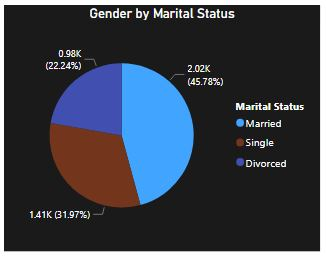 Gender by Marital Status
0.98K
(22.24%)
2.02K
(45.78%)
Marital Status
Married
Single
Divorced
1.41K (31.97%)